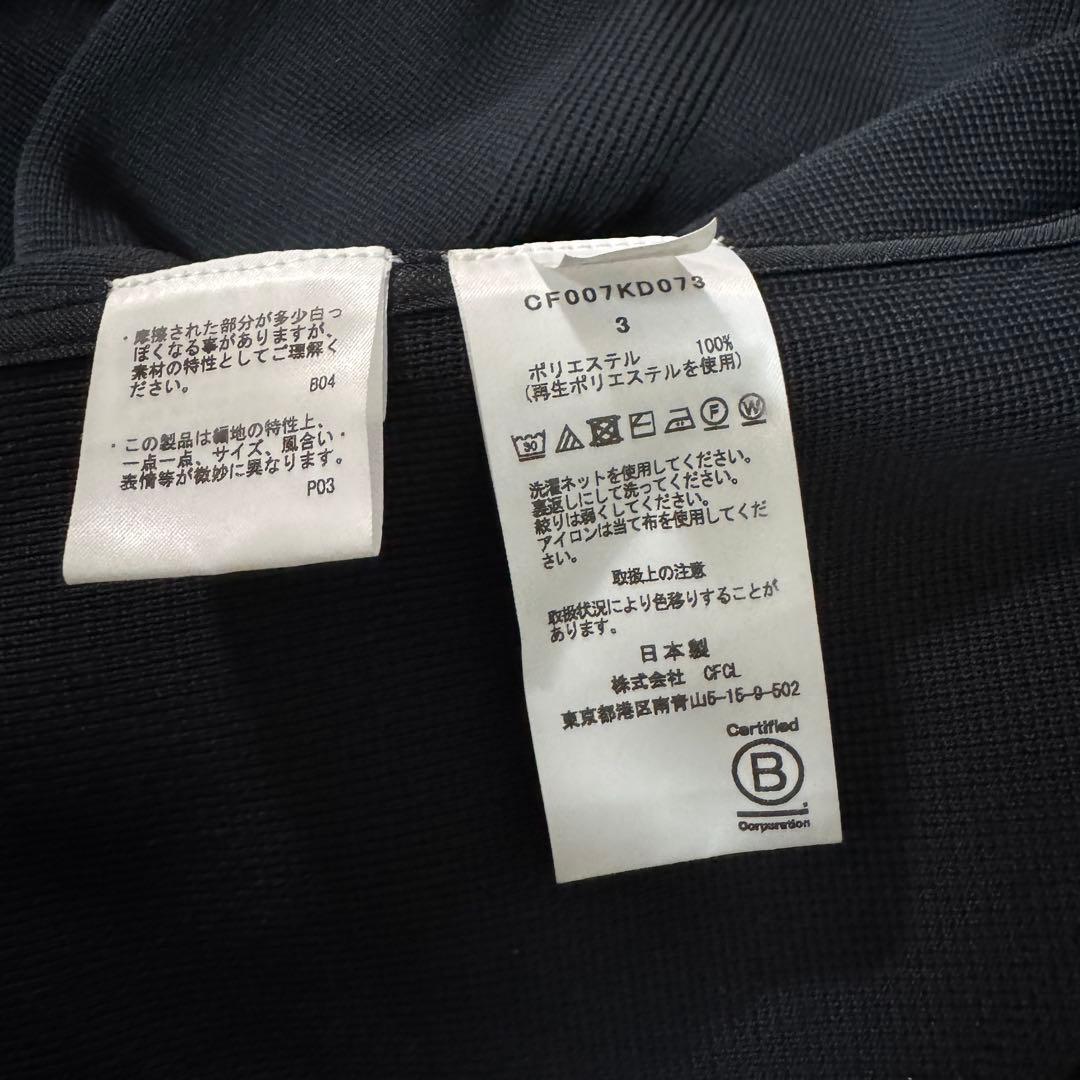 ・摩擦された部分が多少白っ
ぽくなる事がありますが、
素材の特性としてご理解く
ださい。
B04
・この製品は編地の特性上、
一点一点、サイズ、風合い・
表情等が微妙に異なります。
P03
CF007KD073
3
ポリエステル 100%
(再生ポリエステルを使用)
30 F W
洗濯ネットを使用してください。
裏返しにして洗ってください。
絞りは弱くしてください。
アイロンは当て布を使用してくだ
さい。
取扱上の注意
取扱状況により色移りすることが
あります。
日本製
株式会社 CFCL
東京都港区南青山5-15-9-502
Certified
B
Corporation